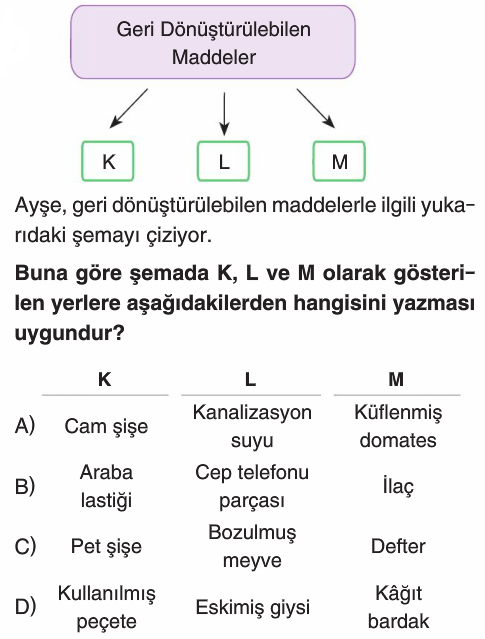 Geri Dönüştürülebilen
Maddeler
K L M
Ayşe, geri dönüştürülebilen maddelerle ilgili yuka-
rıdaki şemayı çiziyor.
Buna göre şemada K, L ve M olarak gösteri-
len yerlere aşağıdakilerden hangisini yazması
uygundur?
K L M
A) Cam şişe Kanalizasyon suyu Küflenmiş domates
B) Araba lastiği Cep telefonu parçası İlaç
C) Pet şişe Bozulmuş meyve Defter
D) Kullanılmış peçete Eskimiş giysi Kâğıt bardak